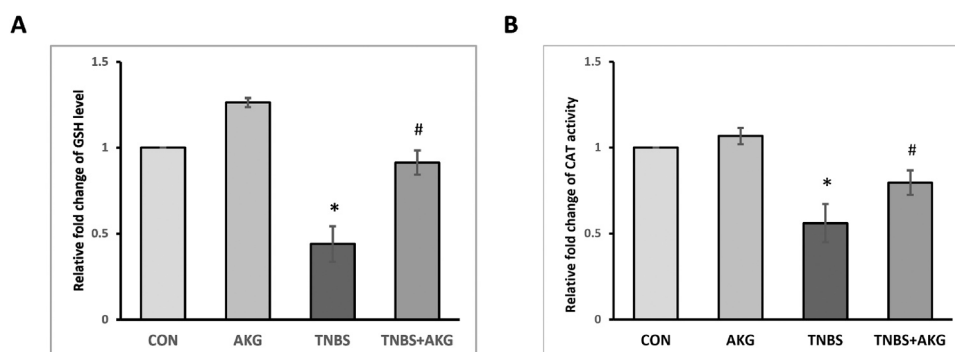 A
Relative fold change of GSH level
1.5
1
0.5
0
#
*
CON AKG TNBS TNBS+AKG
B
Relative fold change of CAT activity
1.5
1
0.5
0
#
*
CON AKG TNBS TNBS+AKG